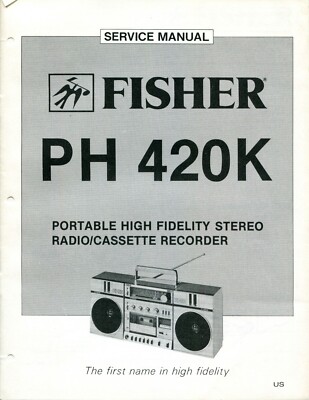 SERVICE MANUAL
FISHER®
PH 420K
PORTABLE HIGH FIDELITY STEREO
RADIO/CASSETTE RECORDER
The first name in high fidelity
US